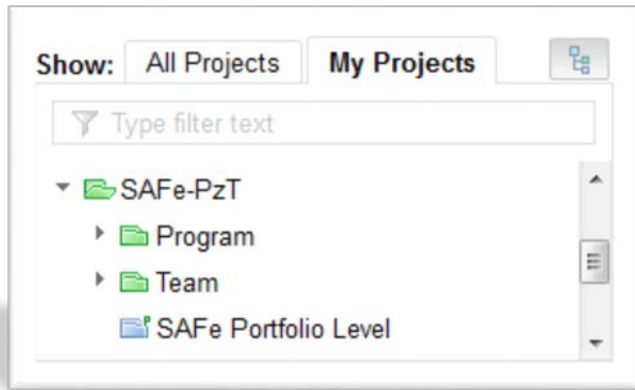 Show: All Projects My Projects
Type filter text
SAFe-PzT
Program
Team
SAFe Portfolio Level